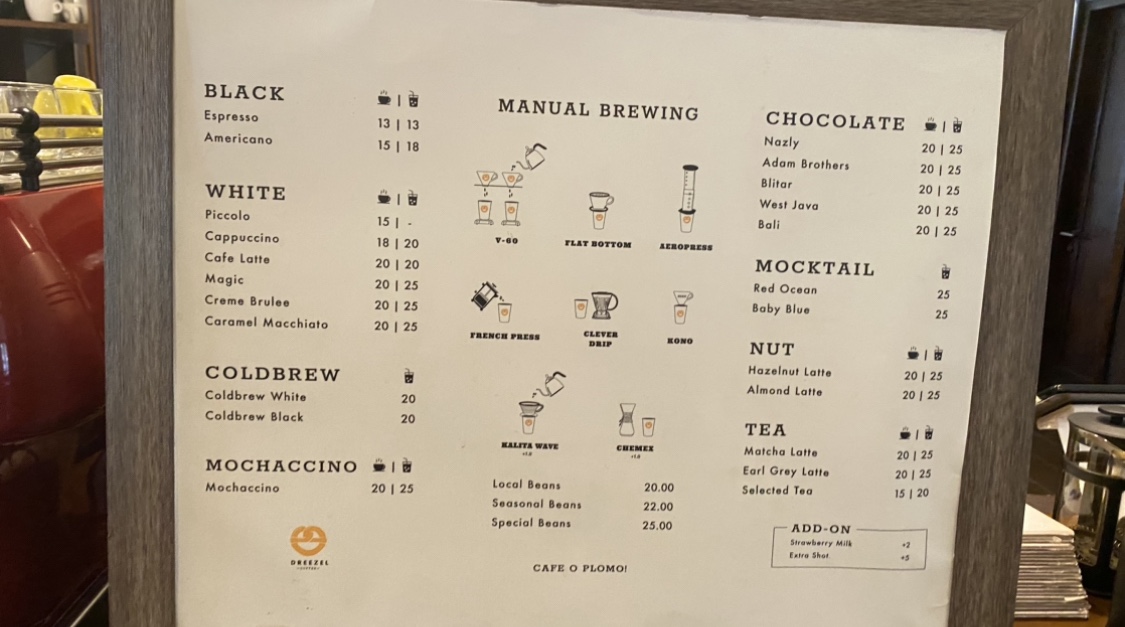 BLACK
Espresso 13 | 13
Americano 15 | 18
WHITE
Piccolo 15 | -
Cappuccino 18 | 20
Cafe Latte 20 | 20
Magic 20 | 25
Creme Brulee 20 | 25
Caramel Macchiato 20 | 25
COLDBREW
Coldbrew White 20
Coldbrew Black 20
MOCHACCINO
Mochaccino 20 | 25
DREEZEL
MANUAL BREWING
V-60 FLAT BOTTOM AEROPRESS
FRENCH PRESS CLEVER DRIP KONO
KALITA WAVE CHEMEX
Local Beans 20.00
Seasonal Beans 22.00
Special Beans 25.00
CAFE O PLOMO!
CHOCOLATE
Nazly 20 | 25
Adam Brothers 20 | 25
Blitar 20 | 25
West Java 20 | 25
Bali 20 | 25
MOCKTAIL
Red Ocean 25
Baby Blue 25
NUT
Hazelnut Latte 20 | 25
Almond Latte 20 | 25
TEA
Matcha Latte 20 | 25
Earl Grey Latte 20 | 25
Selected Tea 15 | 20
ADD-ON
Strawberry Milk +2
Extra Shot +5